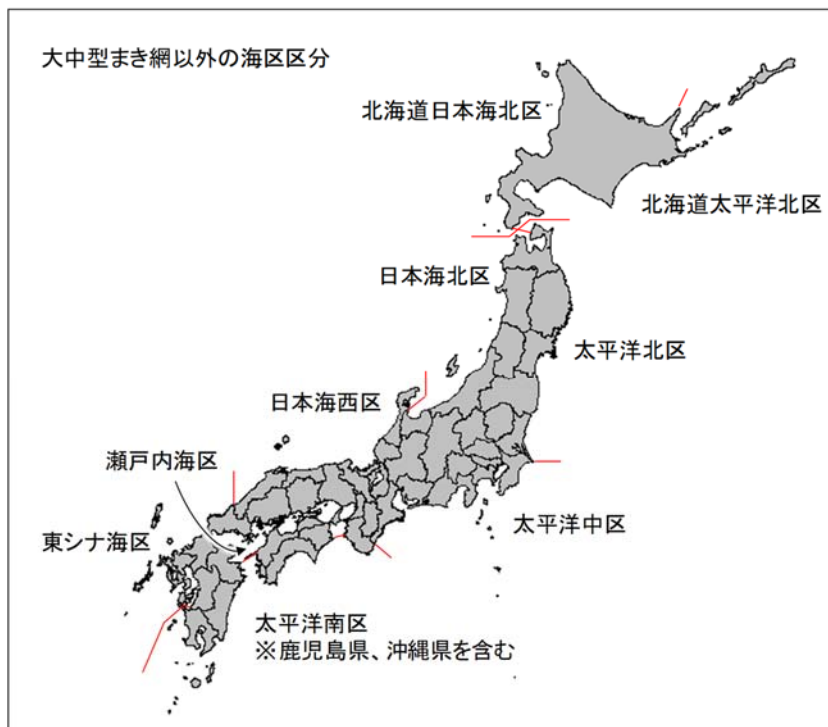 大中型まき網以外の海区区分
北海道日本海北区
北海道太平洋北区
日本海北区
太平洋北区
日本海西区
瀬戸内海区
東シナ海区
太平洋中区
太平洋南区
※鹿児島県、沖縄県を含む